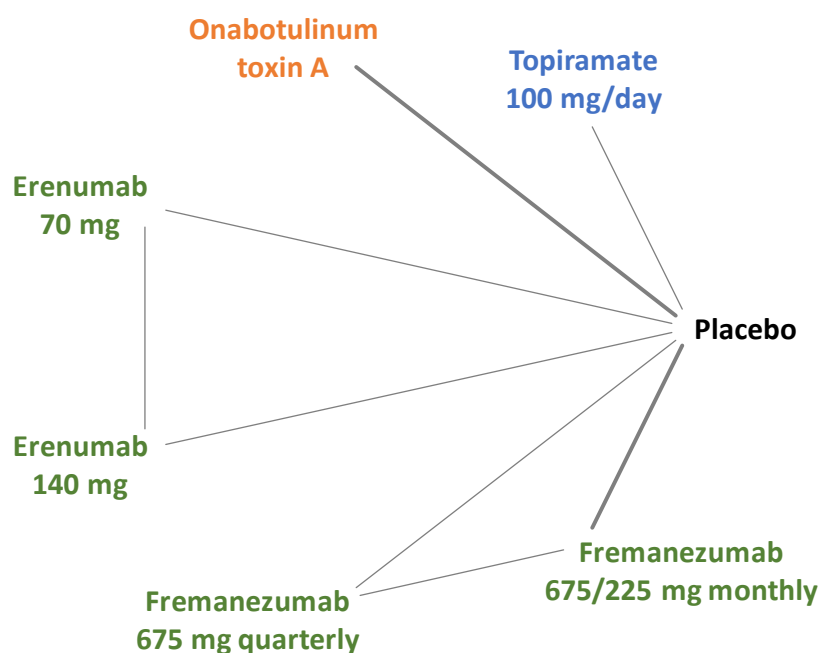 Onabotulinum
toxin A
Topiramate
100 mg/day
Erenumab
70 mg
Placebo
Erenumab
140 mg
Fremanezumab
675/225 mg monthly
Fremanezumab
675 mg quarterly